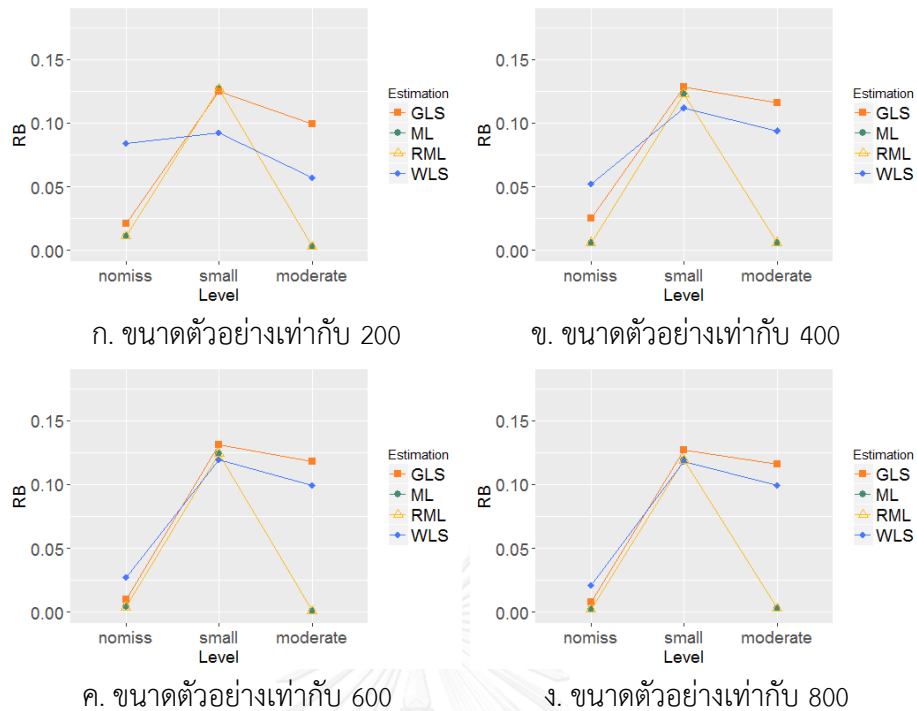 0.15
0.10
0.05
0.00
RB
nomiss small moderate
Level
Estimation
GLS
ML
RML
WLS
ก. ขนาดตัวอย่างเท่ากับ 200
0.15
0.10
0.05
0.00
RB
nomiss small moderate
Level
Estimation
GLS
ML
RML
WLS
ข. ขนาดตัวอย่างเท่ากับ 400
0.15
0.10
0.05
0.00
RB
nomiss small moderate
Level
Estimation
GLS
ML
RML
WLS
ค. ขนาดตัวอย่างเท่ากับ 600
0.15
0.10
0.05
0.00
RB
nomiss small moderate
Level
Estimation
GLS
ML
RML
WLS
ง. ขนาดตัวอย่างเท่ากับ 800